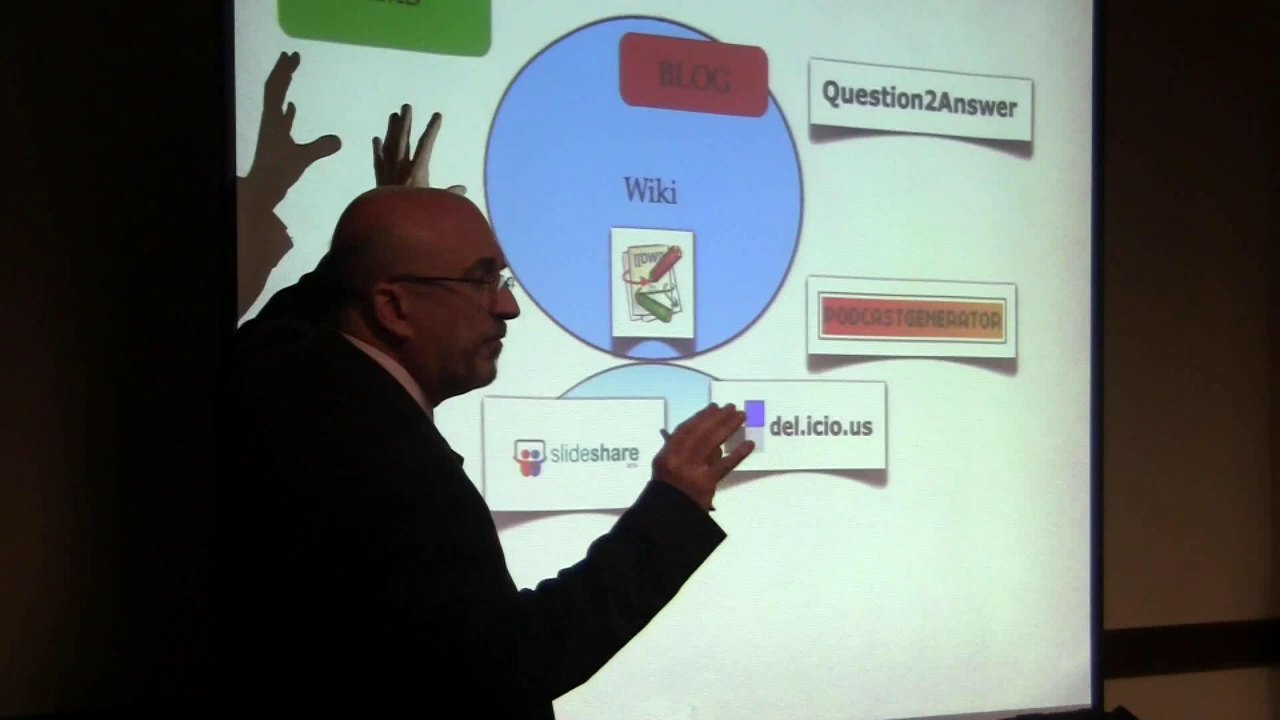 BLOG
Question2Answer
Wiki
PODCASTGENERATOR
slideshare
del.icio.us